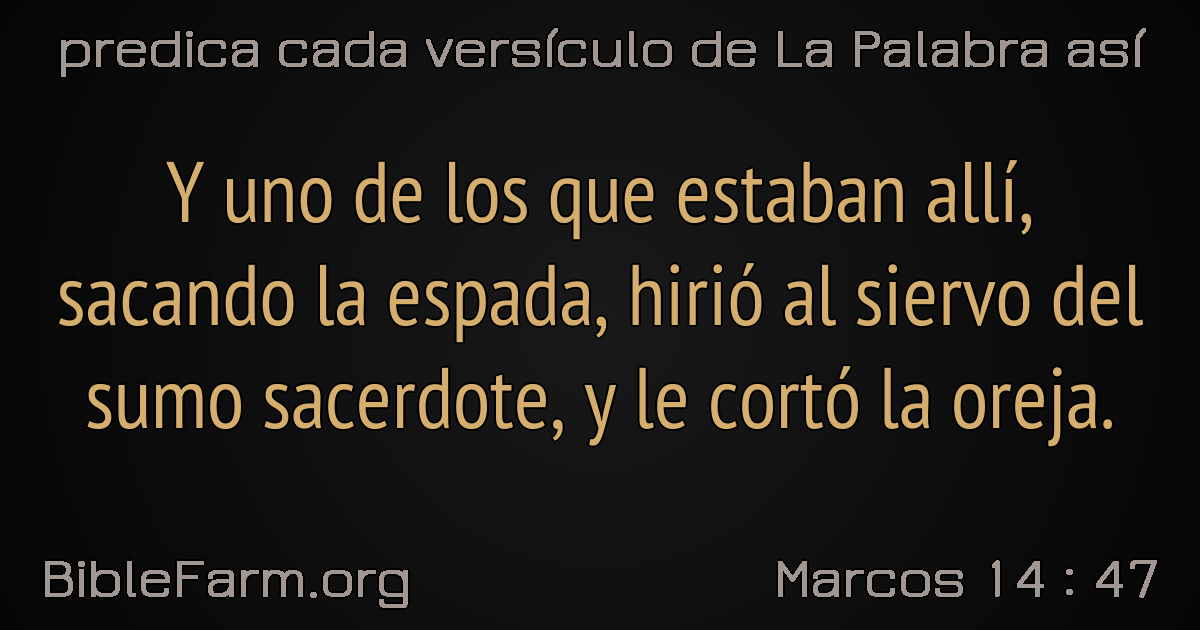 predica cada versículo de La Palabra así
Y uno de los que estaban allí,
sacando la espada, hirió al siervo del
sumo sacerdote, y le cortó la oreja.
BibleFarm.org
Marcos 14 : 47